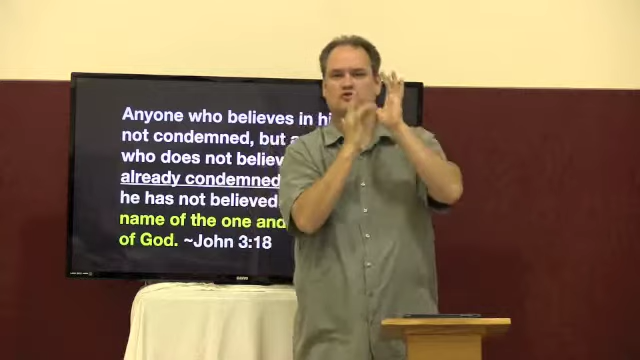 Anyone who believes in hi
not condemned, but a
who does not believe
already condemned
he has not believed
name of the one and
of God. ~John 3:18